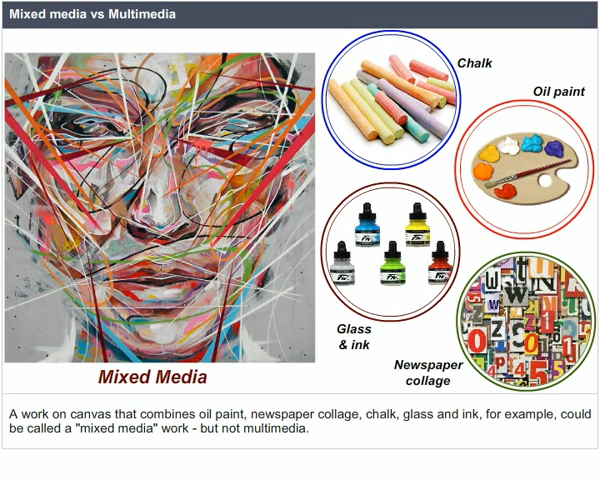 Mixed media vs Multimedia
Chalk
Oil paint
Glass
& ink
Newspaper
collage
Mixed Media
A work on canvas that combines oil paint, newspaper collage, chalk, glass and ink, for example, could
be called a "mixed media" work - but not multimedia.